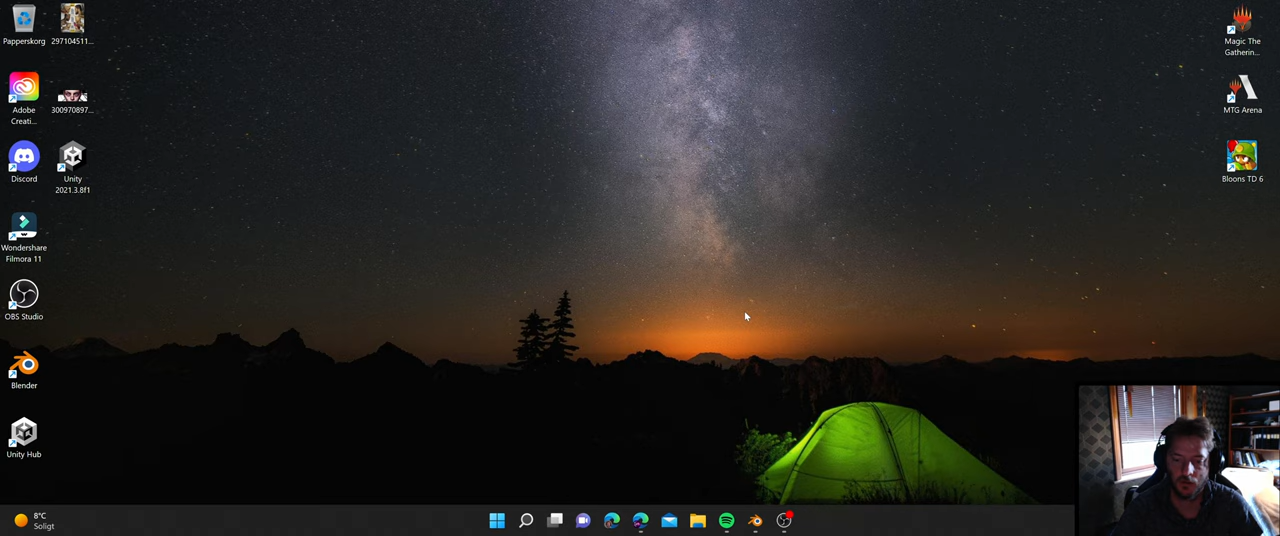 Papperskorg
297104511...
Adobe
Creati...
300970897...
Discord
Unity
2021.3.8f1
Wondershare
Filmora 11
OBS Studio
Blender
Unity Hub
Magic The
Gatherin...
MTG Arena
Bloons TD 6
8°C
Soligt